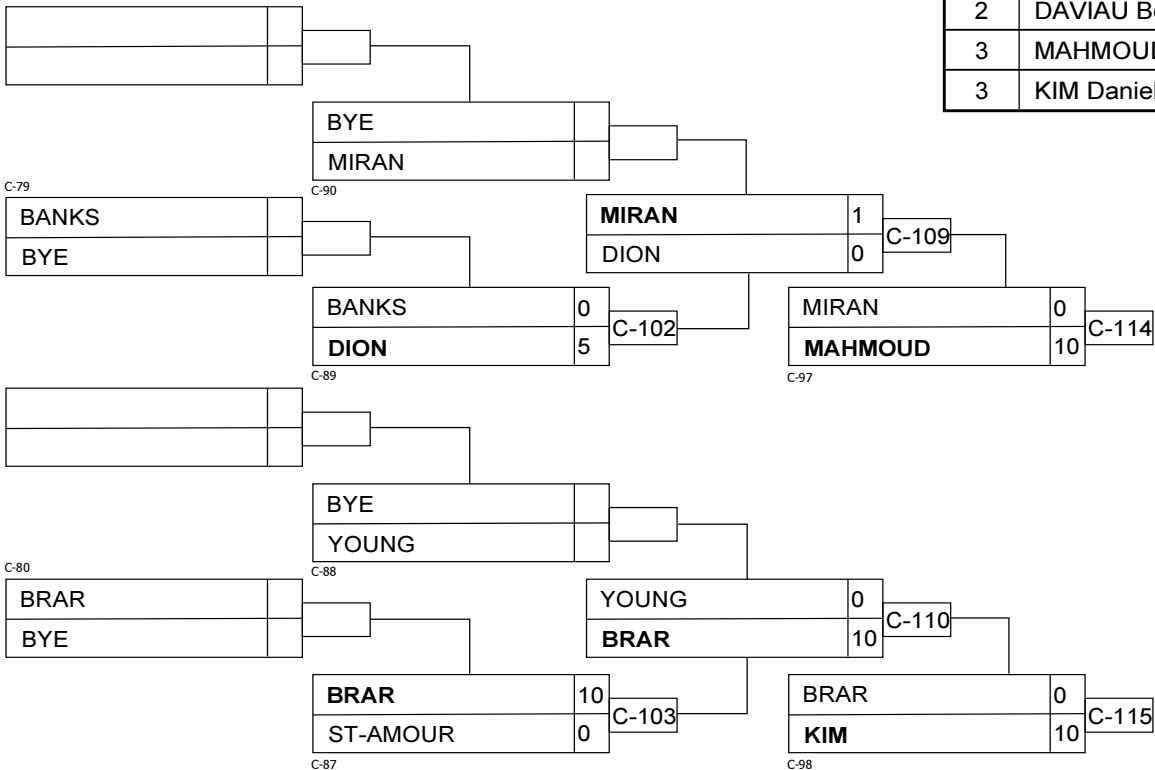 2 DAVIAU
3 MAHMOUD
3 KIM Daniel
BYE
MIRAN
C-79
C-90
BANKS
BYE
MIRAN 1
DION 0
C-109
BANKS 0
DION 5
C-102
C-89
MIRAN 0
MAHMOUD 10
C-114
C-97
BYE
YOUNG
C-80
C-88
BRAR
BYE
YOUNG 0
BRAR 10
C-110
BRAR 10
ST-AMOUR 0
C-103
C-87
BRAR 0
KIM 10
C-115
C-98